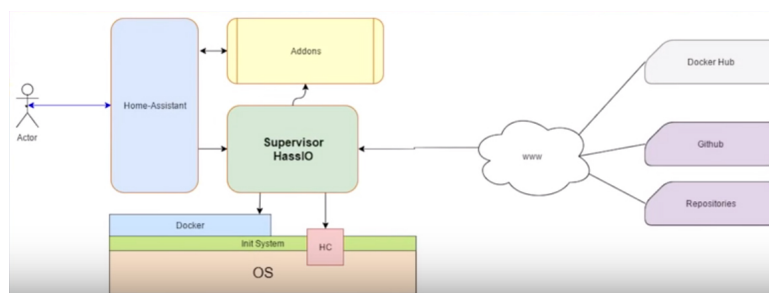 Addons
Docker Hub
Home-Assistant
Actor
Supervisor
HassIO
www
Github
Repositories
Docker
Init System
HC
OS